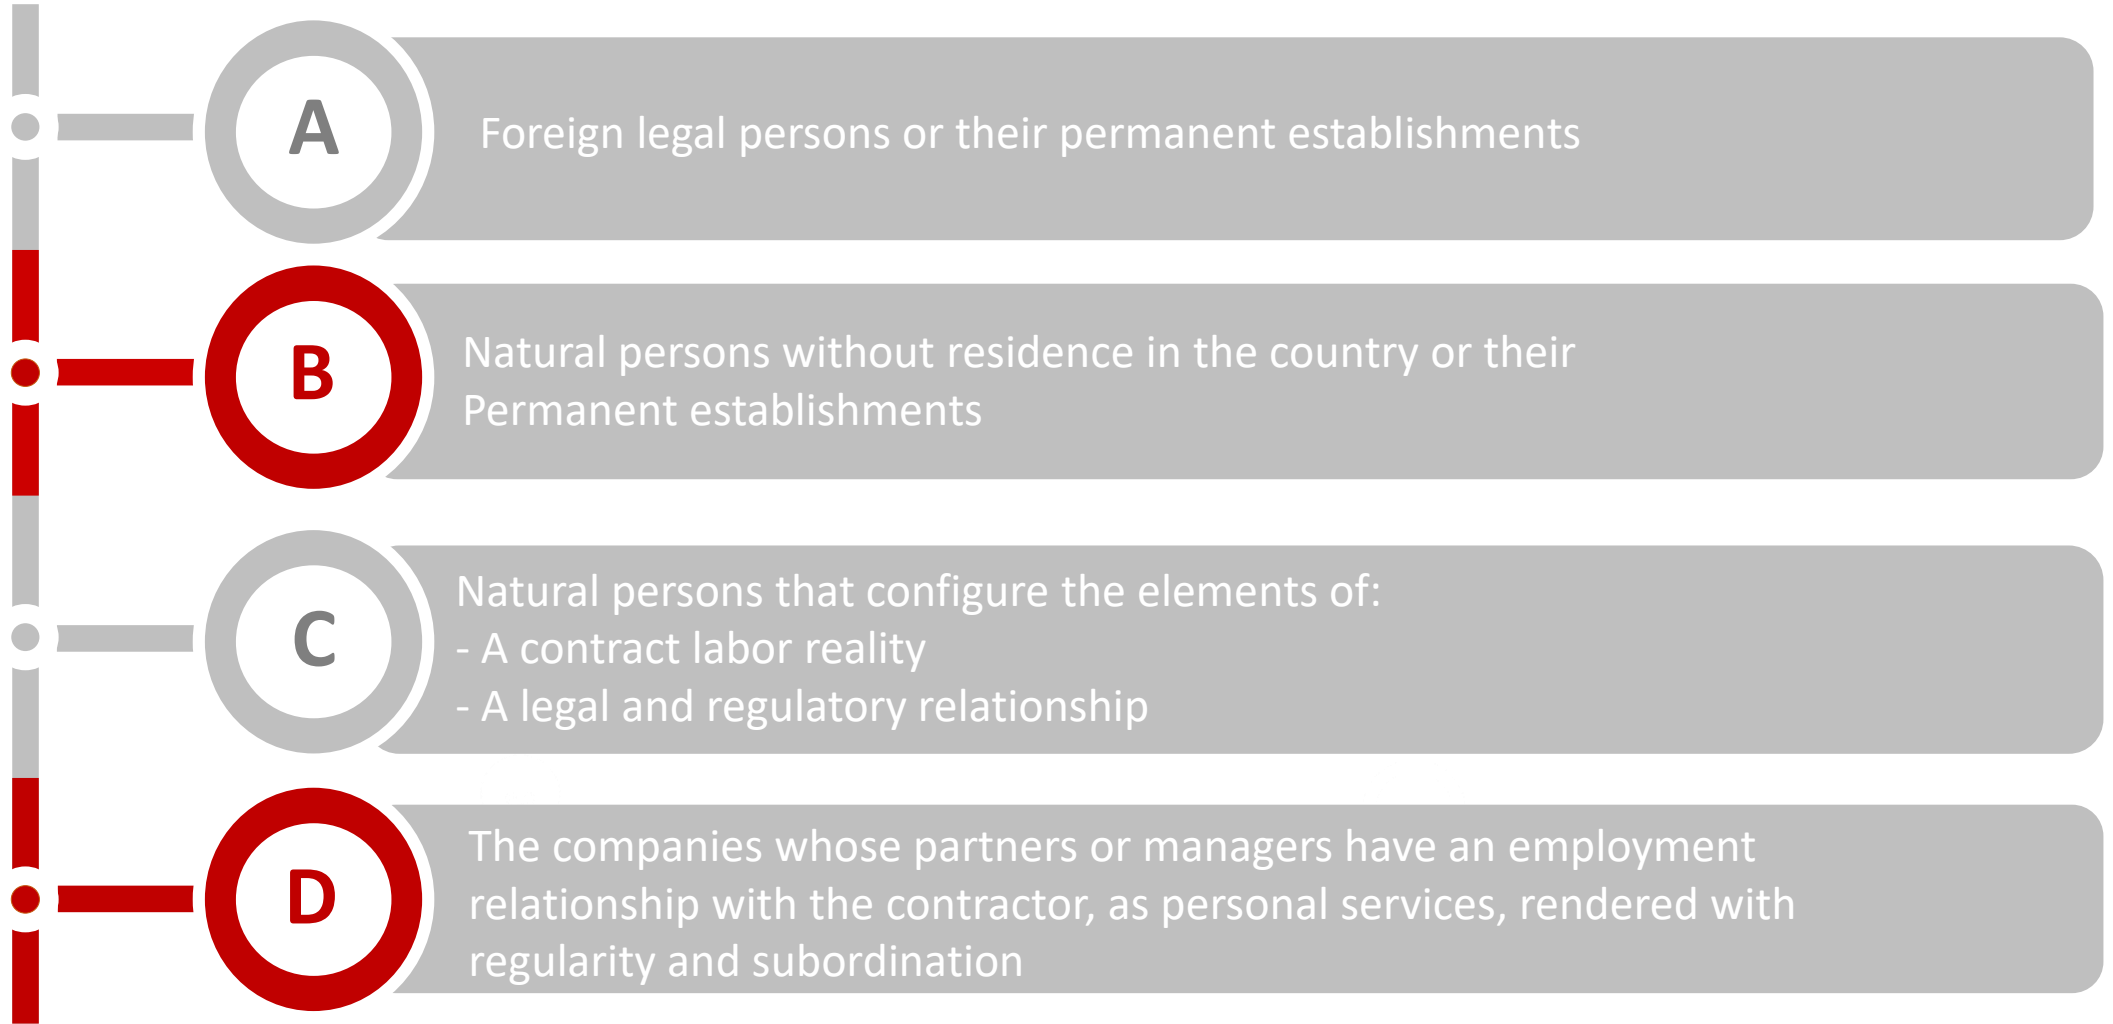 A
Foreign legal persons or their permanent establishments
B
Natural persons without residence in the country or their
Permanent establishments
C
Natural persons that configure the elements of:
- A contract labor reality
- A legal and regulatory relationship
D
The companies whose partners or managers have an employment
relationship with the contractor, as personal services, rendered with
regularity and subordination